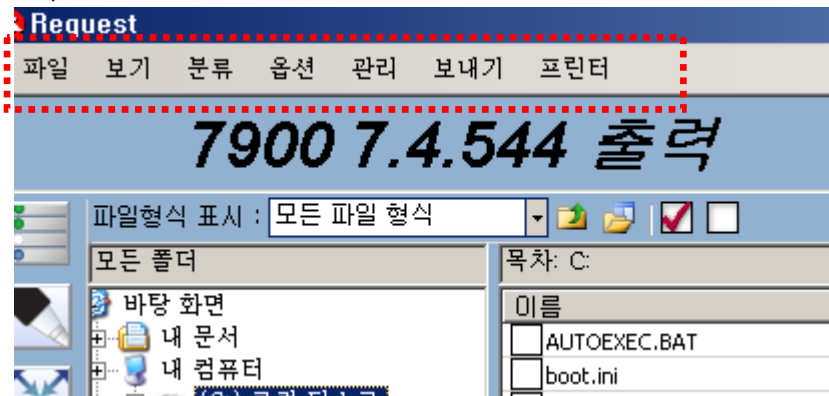 Request
파일 보기 분류 옵션 관리 보내기 프린터
7900 7.4.544 출력
파일형식 표시 : 모든 파일 형식
모든 폴더
목차: C:
바탕 화면
이름
내 문서
AUTOEXEC.BAT
내 컴퓨터
boot.ini